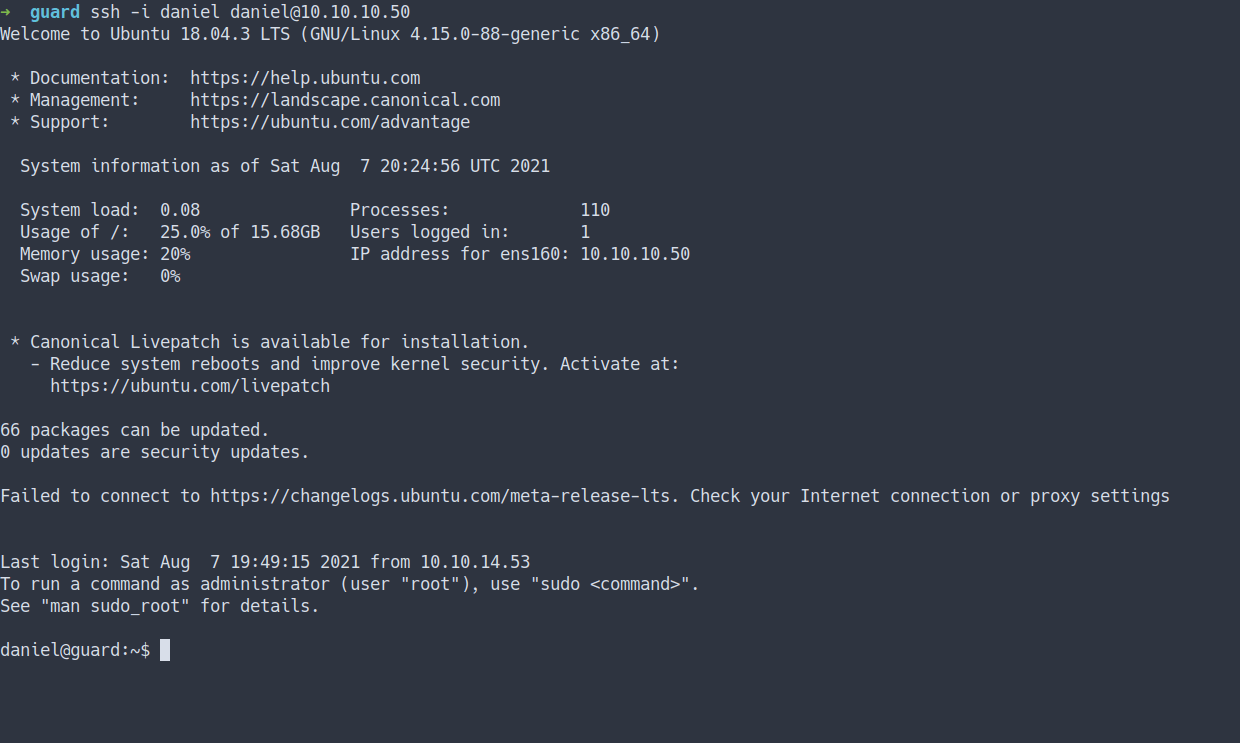 →  guard ssh -i daniel daniel@10.10.10.50
Welcome to Ubuntu 18.04.3 LTS (GNU/Linux 4.15.0-88-generic x86_64)

 * Documentation:  https://help.ubuntu.com
 * Management:     https://landscape.canonical.com
 * Support:        https://ubuntu.com/advantage

  System information as of Sat Aug  7 20:24:56 UTC 2021

  System load:  0.08               Processes:             110
  Usage of /:   25.0% of 15.68GB   Users logged in:       1
  Memory usage: 20%                IP address for ens160: 10.10.10.50
  Swap usage:   0%


 * Canonical Livepatch is available for installation.
   - Reduce system reboots and improve kernel security. Activate at:
     https://ubuntu.com/livepatch

66 packages can be updated.
0 updates are security updates.

Failed to connect to https://changelogs.ubuntu.com/meta-release-lts. Check your Internet connection or proxy settings


Last login: Sat Aug  7 19:49:15 2021 from 10.10.14.53
To run a command as administrator (user "root"), use "sudo <command>".
See "man sudo_root" for details.

daniel@guard:~$